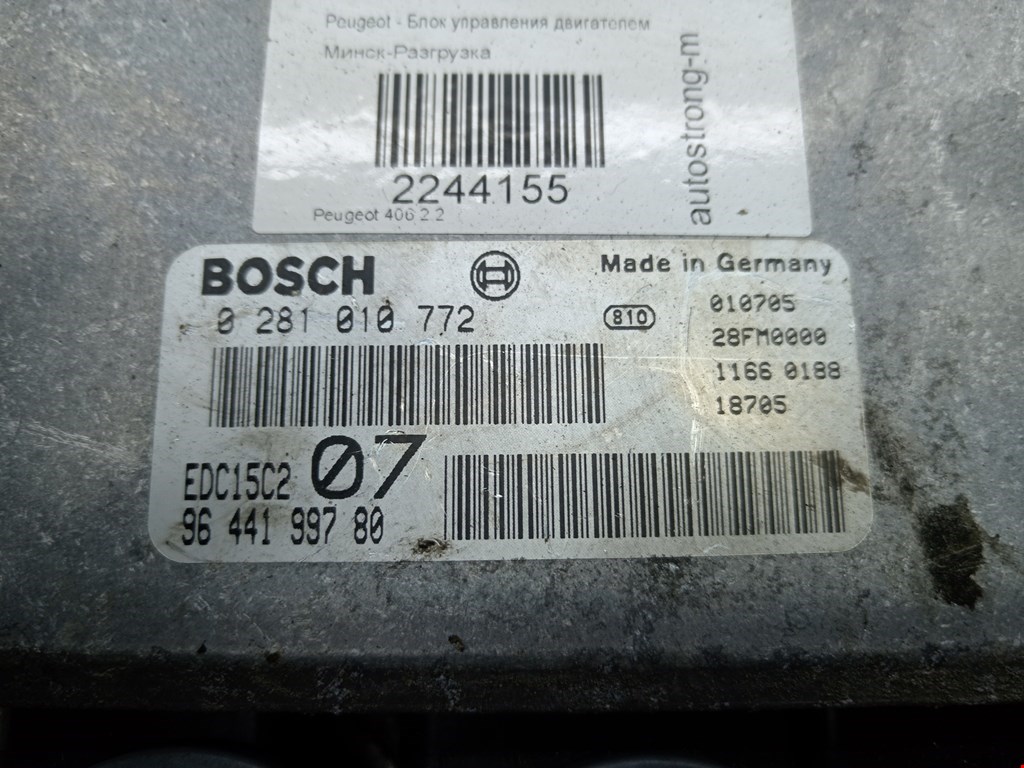 Peugeot - Блок управления двигателем
Минск-Разгрузка
2244155
Peugeot 406 2.2
autostrong-m
BOSCH
Made in Germany
0 281 010 772
810
010705
28FM0000
1166 0188
18705
EDC15C2 07
96 441 997 80